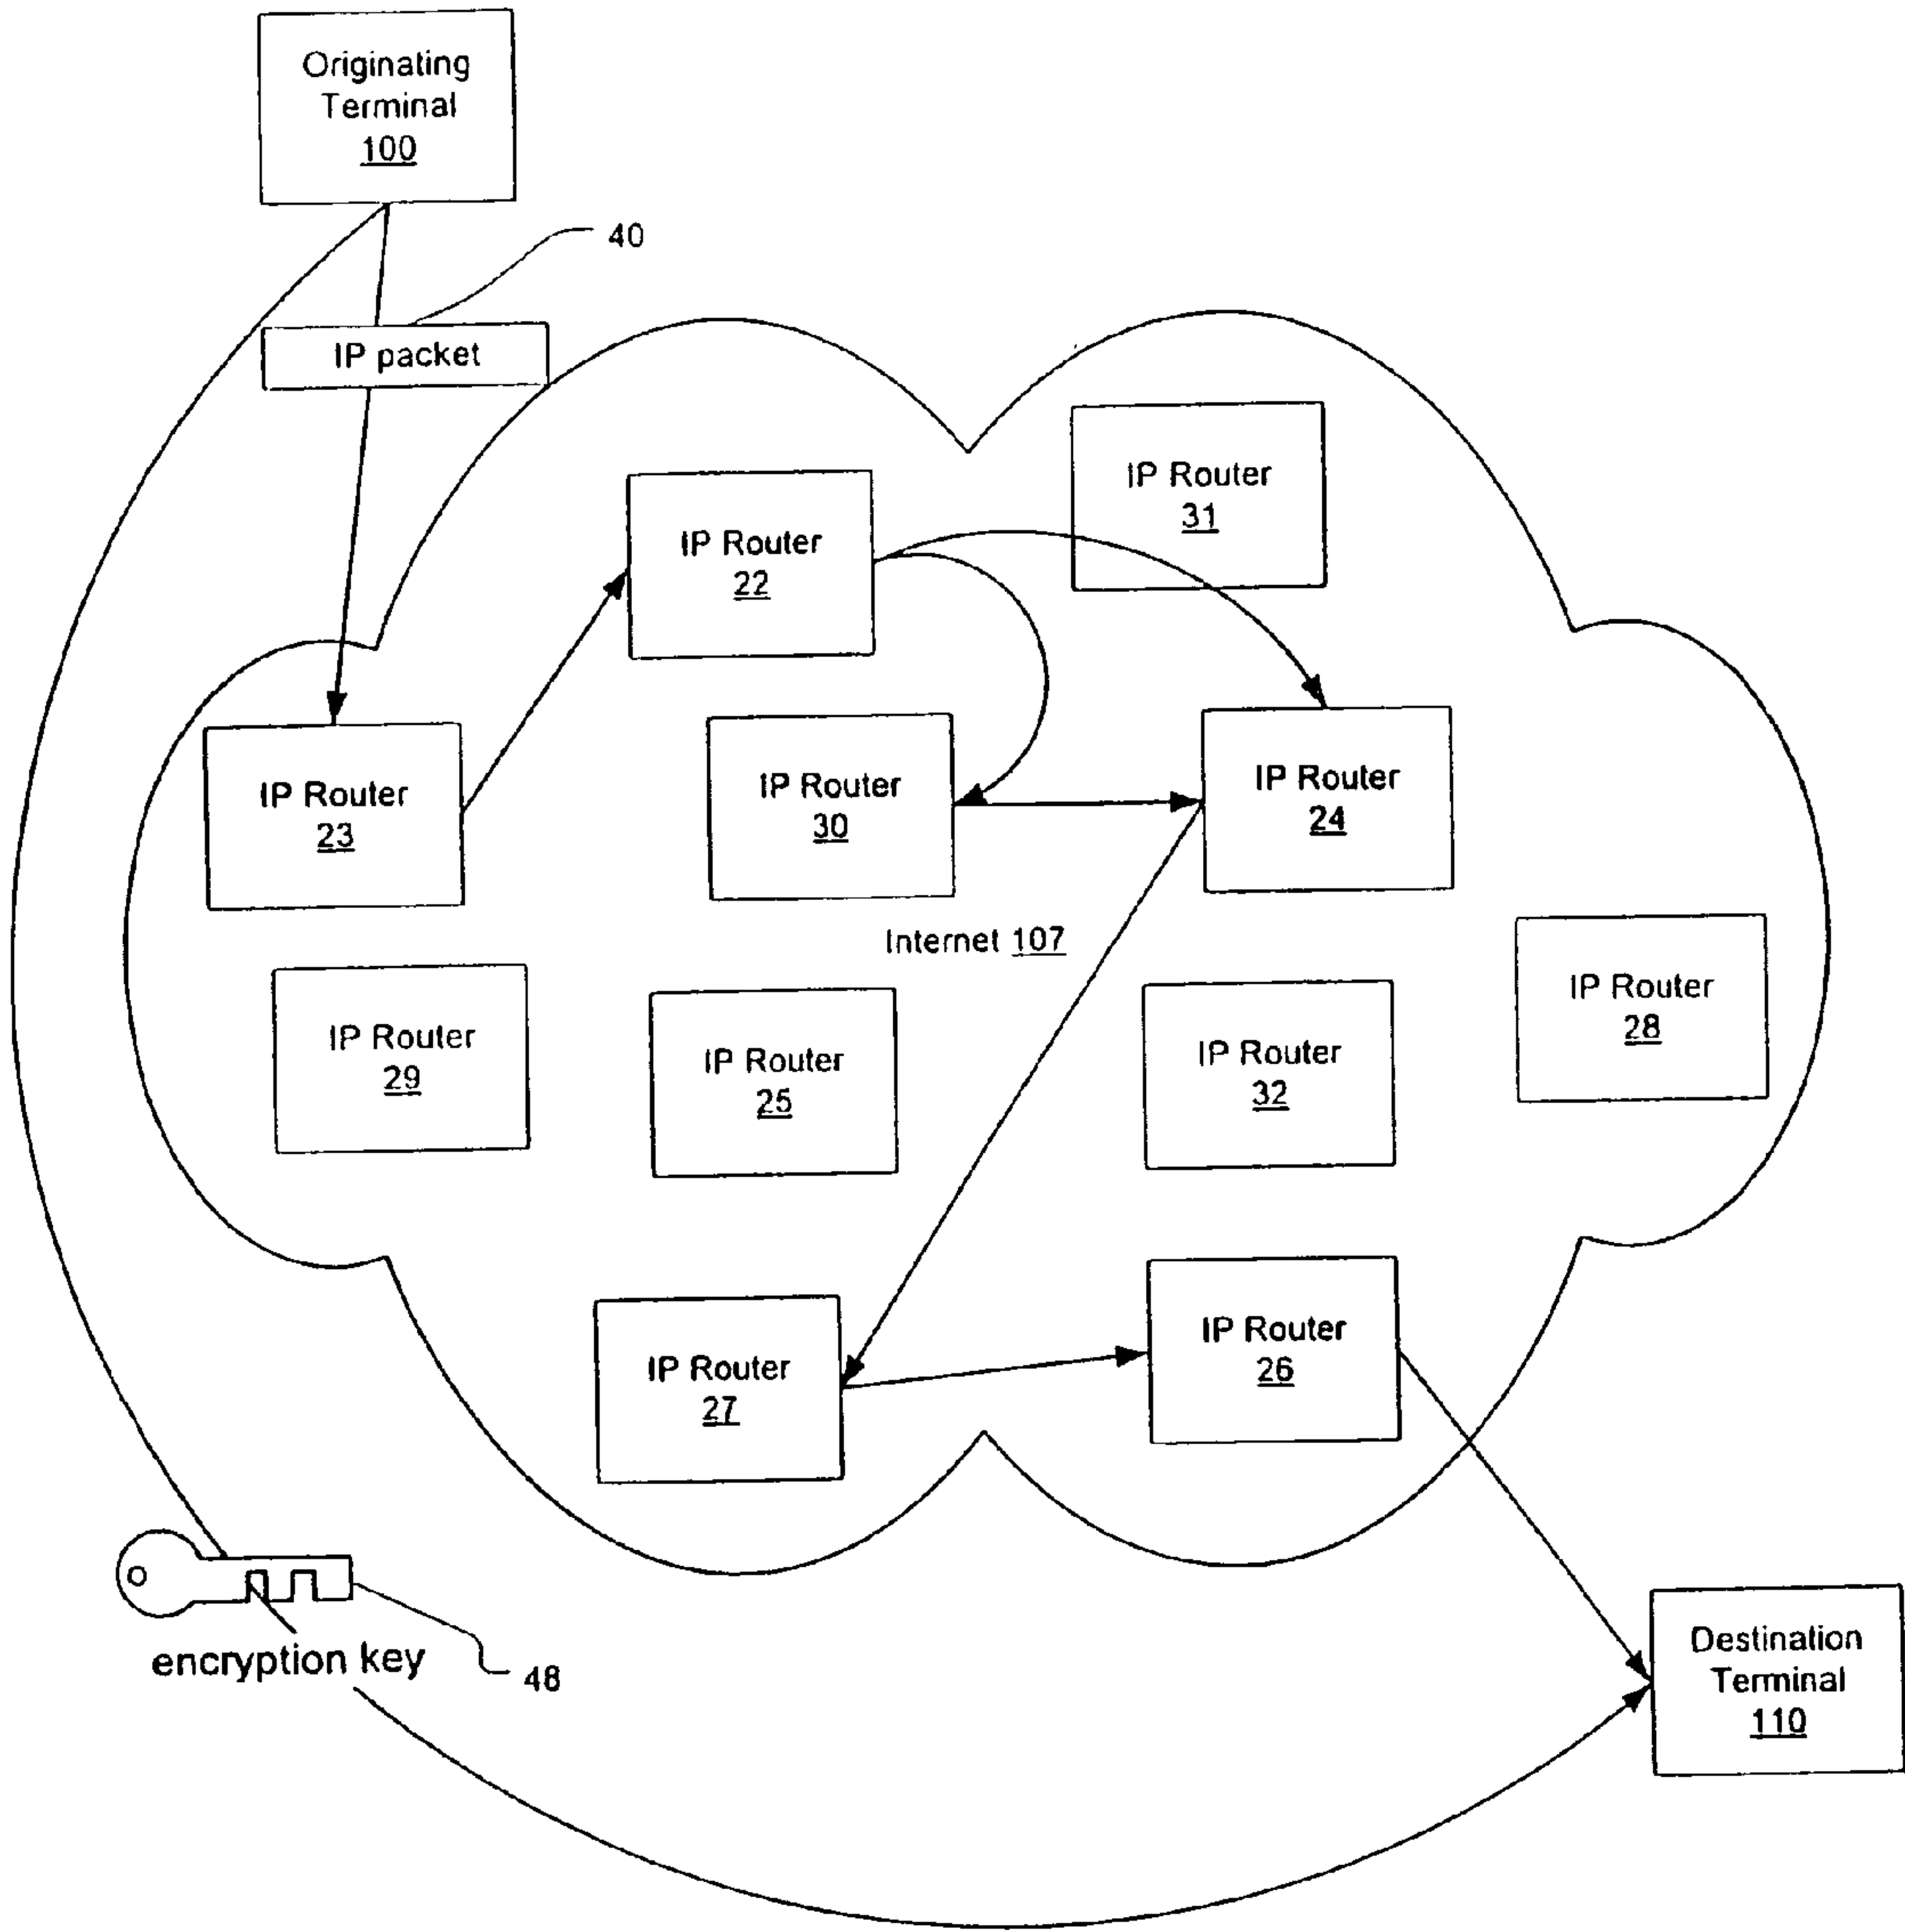 Originating
Terminal
100
40
IP packet
IP Router
31
IP Router
22
IP Router
23
IP Router
30
IP Router
24
Internet 107
IP Router
29
IP Router
25
IP Router
32
IP Router
28
IP Router
27
IP Router
26
encryption key
48
Destination
Terminal
110